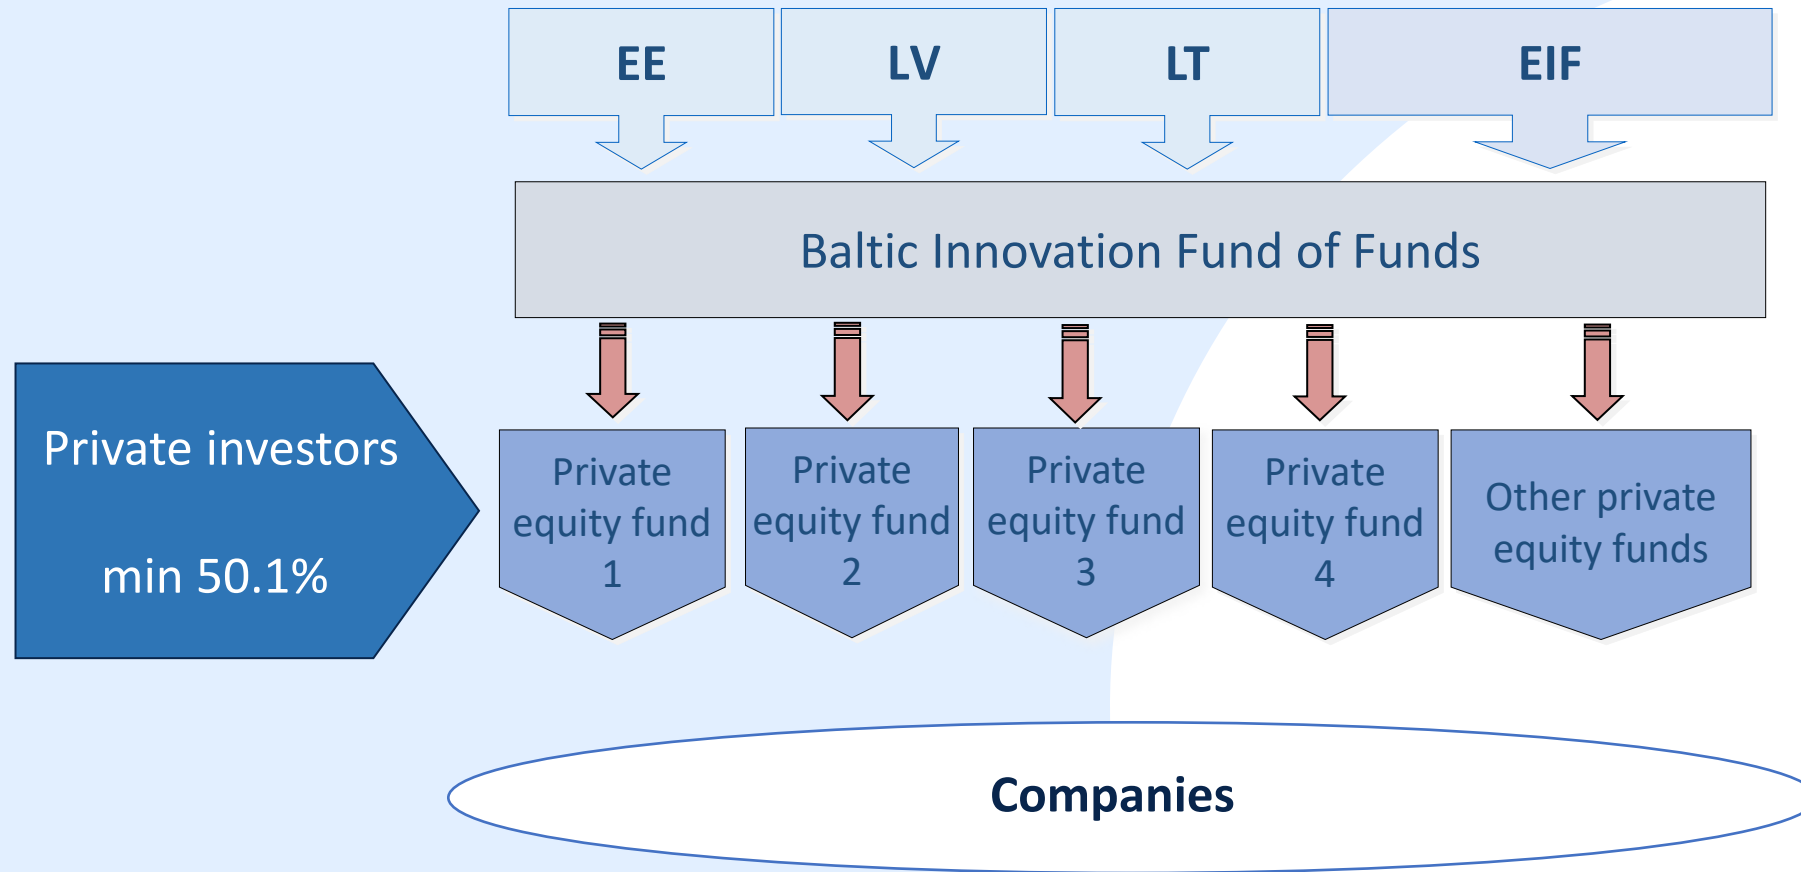 EE
LV
LT
EIF
Baltic Innovation Fund of Funds
Private investors
min 50.1%
Private
equity fund
1
Private
equity fund
2
Private
equity fund
3
Private
equity fund
4
Other private
equity funds
Companies